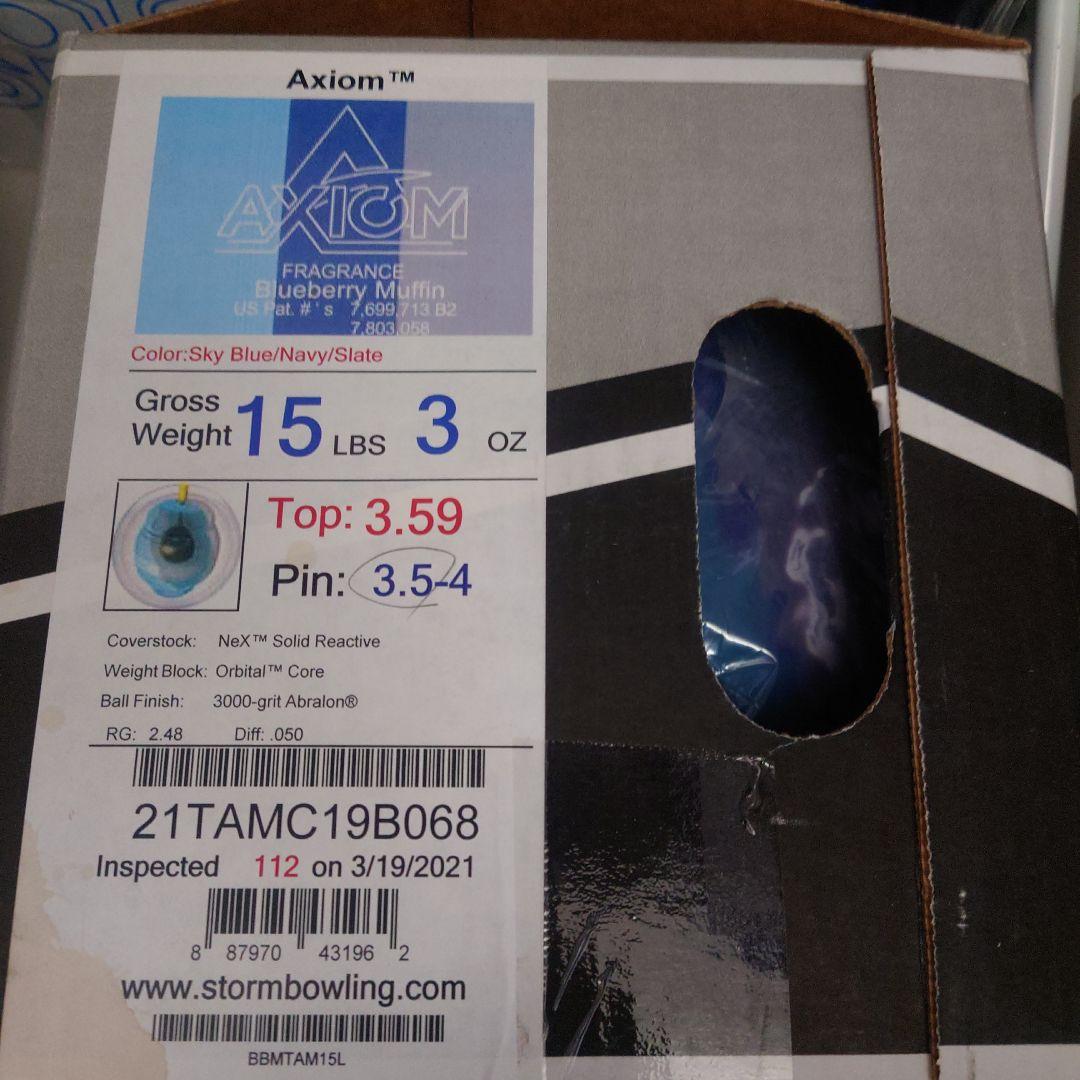 Axiom™
AXIOM
FRAGRANCE
Blueberry Muffin
US Pat. # ' s 7,699,713 B2
7,803,058
Color:Sky Blue/Navy/Slate
Gross Weight 15 LBS 3 OZ
Top: 3.59
Pin: 3.5-4
Coverstock: NeX™ Solid Reactive
Weight Block: Orbital™ Core
Ball Finish: 3000-grit Abralon®
RG: 2.48 Diff: .050
21TAMC19B068
Inspected 112 on 3/19/2021
8 87970 43196 2
www.stormbowling.com
BBMTAM15L